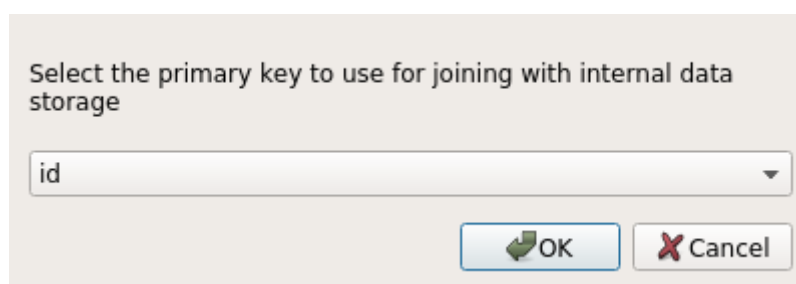 Select the primary key to use for joining with internal data
storage
id
OK
Cancel